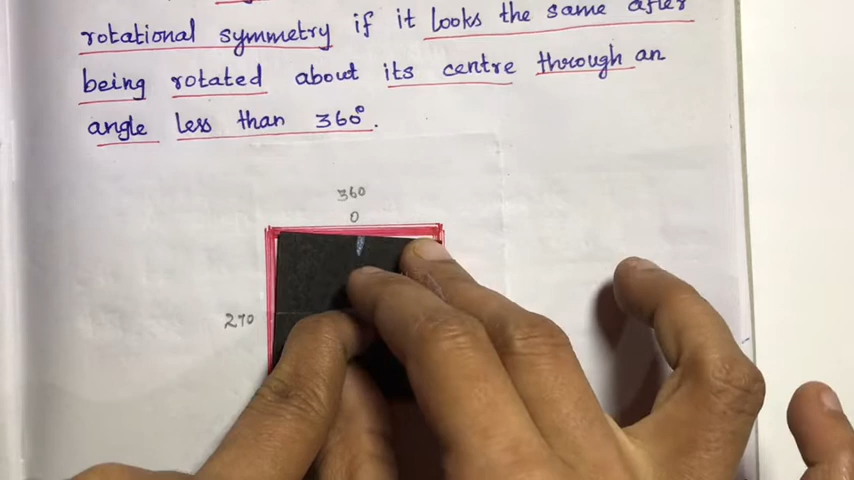 rotational symmetry if it looks the same after
being rotated about its centre through an
angle less than 360°.
360
0
270